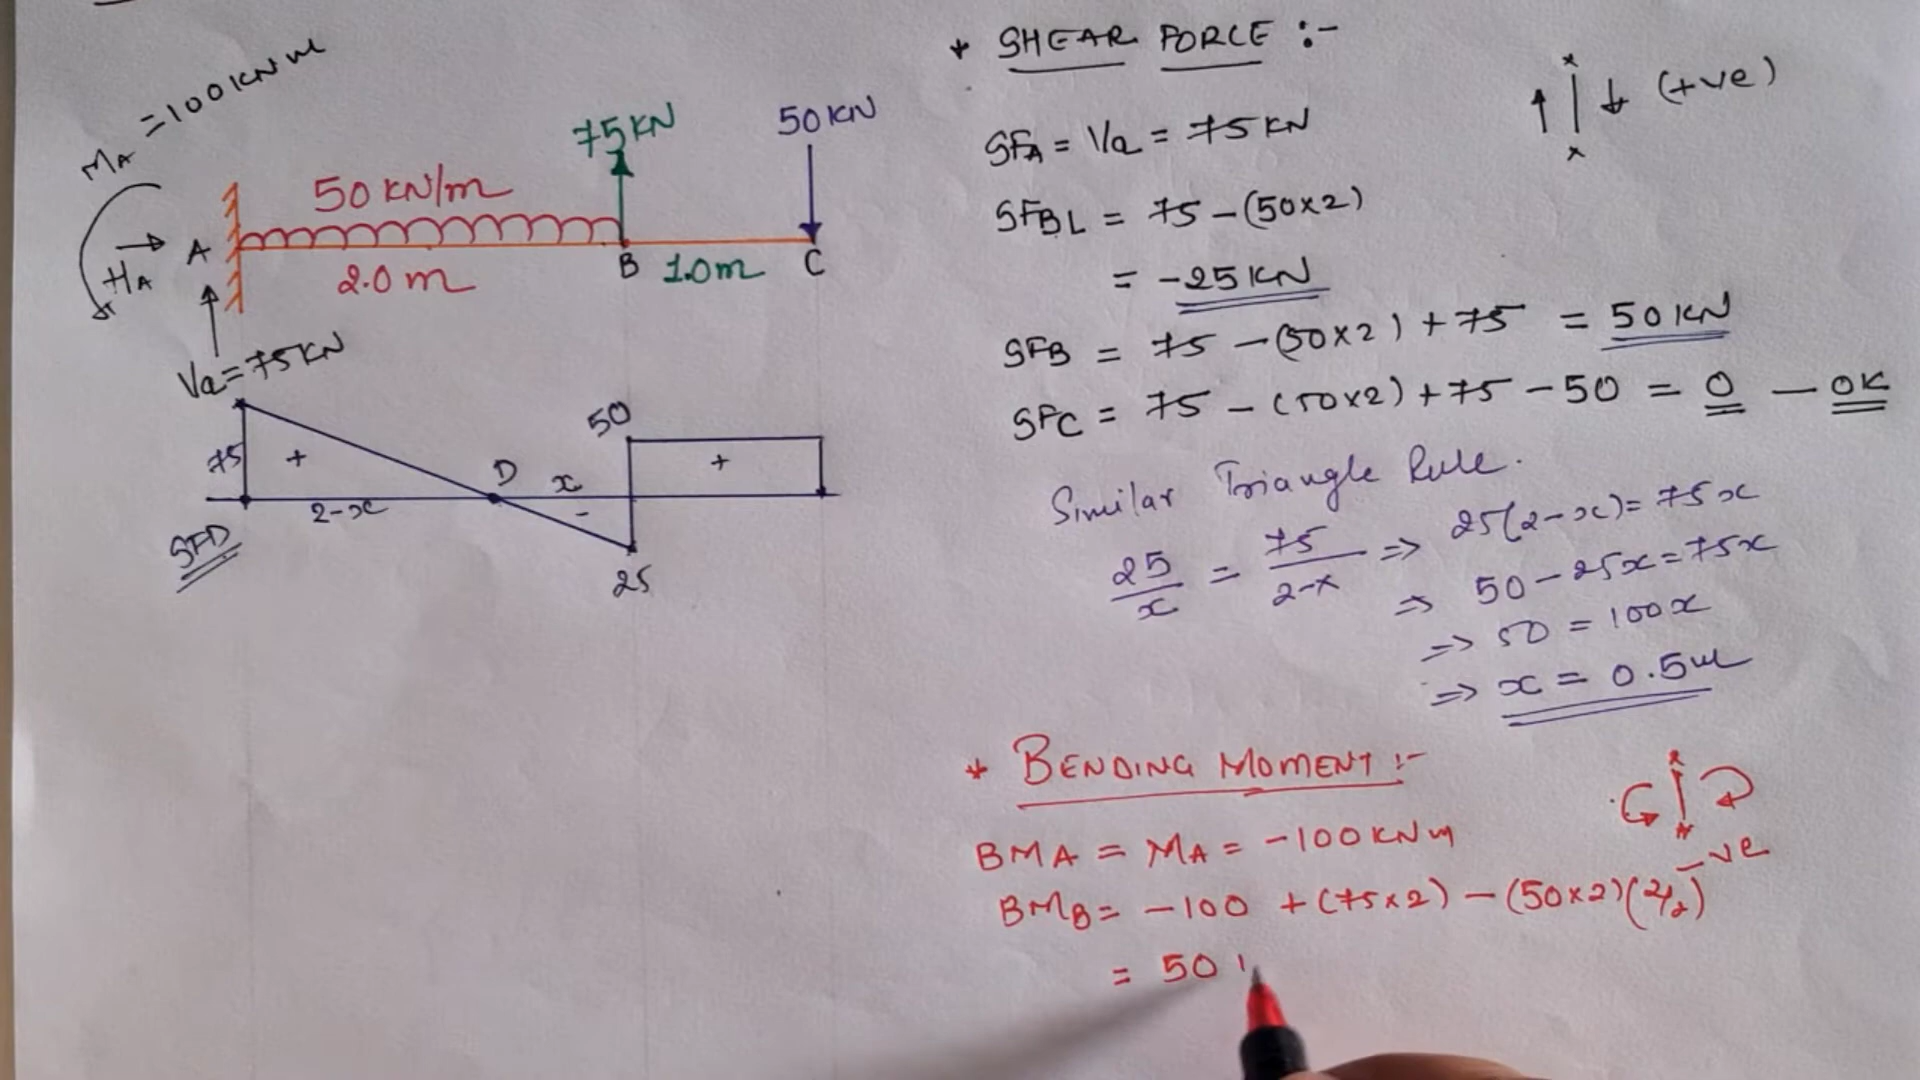 MA = 100 KNm
75 KN
50 KN
50 KN/m
HA
A
2.0 m
B
1.0m
C
Va = 75 KN
50
75
+
D
x
+
2-x
-
SFD
25
* SHEAR FORCE :-
(+ve)
SFA = Va = 75 KN
SFBL = 75 - (50x2)
= -25 KN
SFB = 75 - (50x2) + 75 = 50 KN
SFC = 75 - (50x2) + 75 - 50 = 0 - OK
Similar Triangle Rule.
25/x = 75/2-x => 25(2-x) = 75x
=> 50 - 25x = 75x
=> 50 = 100x
=> x = 0.5m
* BENDING MOMENT :-
-ve
BMA = MA = -100 KNm
BMB = -100 + (75x2) - (50x2)(2/2)
= 50